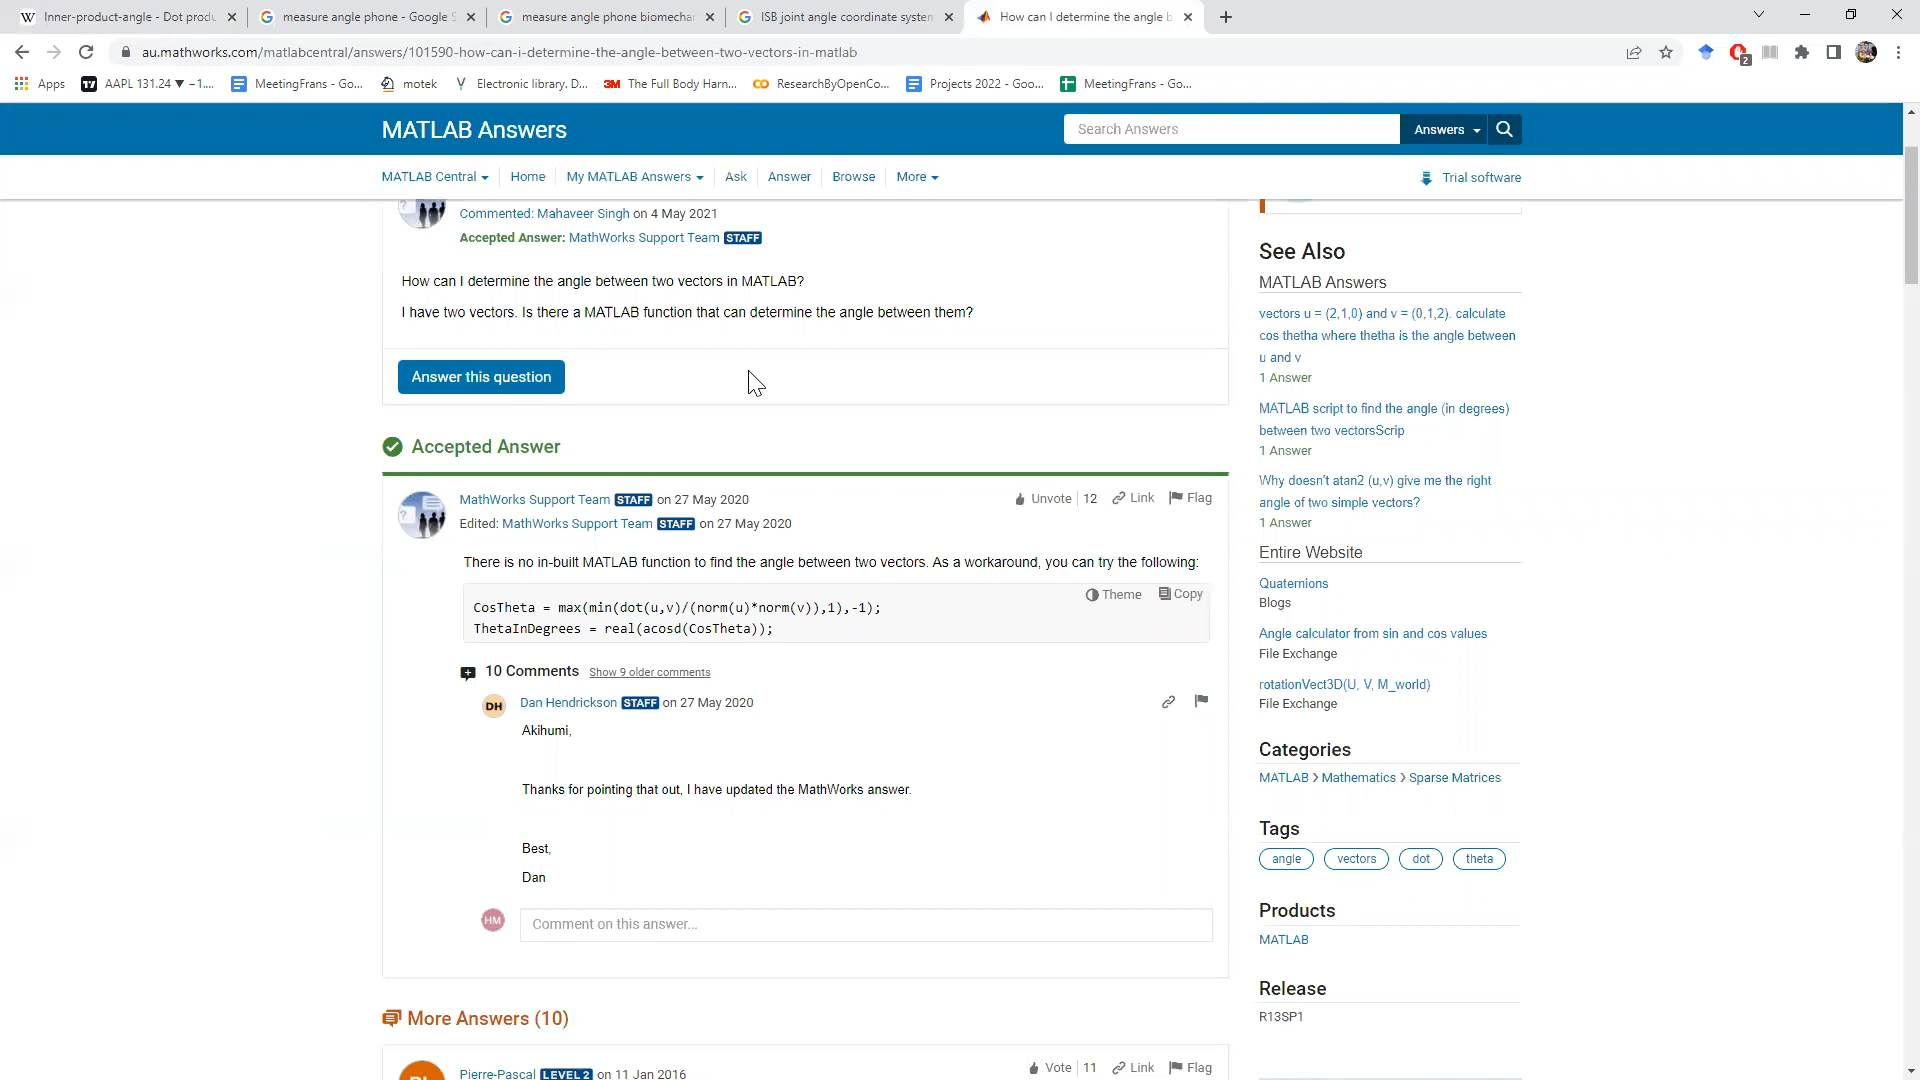 Inner-product-angle - Dot produ
measure angle phone - Google S
measure angle phone biomechan
ISB joint angle coordinate system
How can I determine the angle b
au.mathworks.com/matlabcentral/answers/101590-how-can-i-determine-the-angle-between-two-vectors-in-matlab
2
Apps
AAPL 131.24 ▼ −1....
MeetingFrans - Go...
motek
Electronic library. D...
3M The Full Body Harn...
ResearchByOpenCo...
Projects 2022 - Goo...
MeetingFrans - Go...
MATLAB Answers
Search Answers
Answers
MATLAB Central
Home
My MATLAB Answers
Ask
Answer
Browse
More
Trial software
Commented: Mahaveer Singh on 4 May 2021
Accepted Answer: MathWorks Support Team STAFF
How can I determine the angle between two vectors in MATLAB?
I have two vectors. Is there a MATLAB function that can determine the angle between them?
Answer this question
Accepted Answer
MathWorks Support Team STAFF on 27 May 2020
Unvote 12 Link Flag
Edited: MathWorks Support Team STAFF on 27 May 2020
There is no in-built MATLAB function to find the angle between two vectors. As a workaround, you can try the following:
Theme Copy
CosTheta = max(min(dot(u,v)/(norm(u)*norm(v)),1),-1);
ThetaInDegrees = real(acosd(CosTheta));
10 Comments Show 9 older comments
DH
Dan Hendrickson STAFF on 27 May 2020
Akihumi,
Thanks for pointing that out, I have updated the MathWorks answer.
Best,
Dan
HM
Comment on this answer...
More Answers (10)
Pierre-Pascal LEVEL 2 on 11 Jan 2016
Vote 11 Link Flag
See Also
MATLAB Answers
vectors u = (2,1,0) and v = (0,1,2). calculate
cos thetha where thetha is the angle between
u and v
1 Answer
MATLAB script to find the angle (in degrees)
between two vectorsScrip
1 Answer
Why doesn't atan2 (u,v) give me the right
angle of two simple vectors?
1 Answer
Entire Website
Quaternions
Blogs
Angle calculator from sin and cos values
File Exchange
rotationVect3D(U, V, M_world)
File Exchange
Categories
MATLAB > Mathematics > Sparse Matrices
Tags
angle
vectors
dot
theta
Products
MATLAB
Release
R13SP1